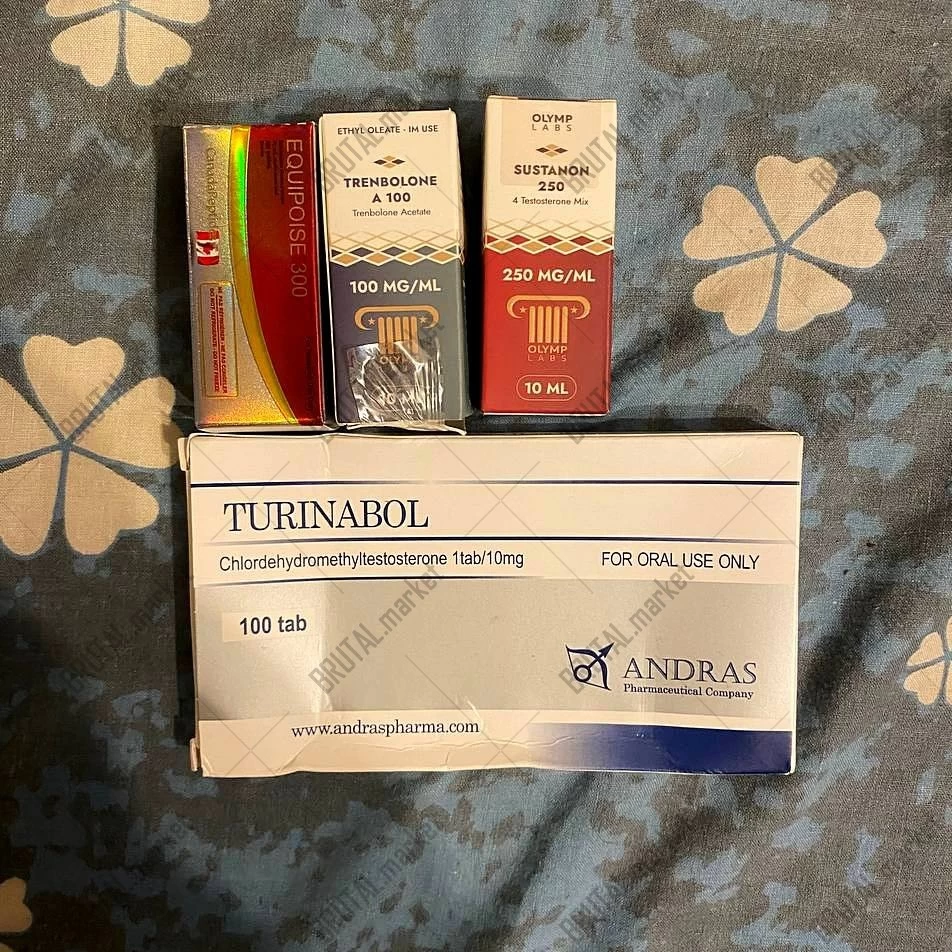 EQUIPOISE 300
ETHYL OLEATE - IM USE
TRENBOLONE
A 100
Trenbolone Acetate
100 MG/ML
OLYMP
LABS
SUSTANON
250
4 Testosterone Mix
250 MG/ML
OLYMP
LABS
10 ML
TURINABOL
Chlordehydromethyltestosterone 1tab/10mg
FOR ORAL USE ONLY
100 tab
ANDRAS
Pharmaceutical Company
www.andraspharma.com
BRUTAL.market